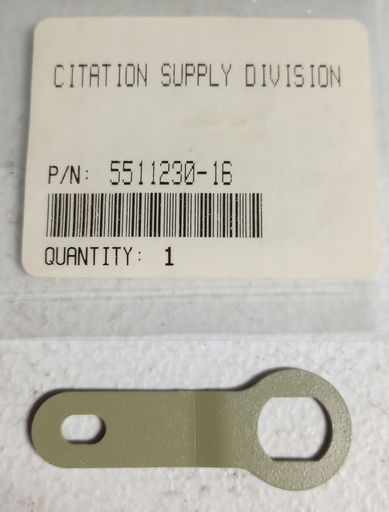 CITATION SUPPLY DIVISION
P/N: 5511230-16
QUANTITY: 1